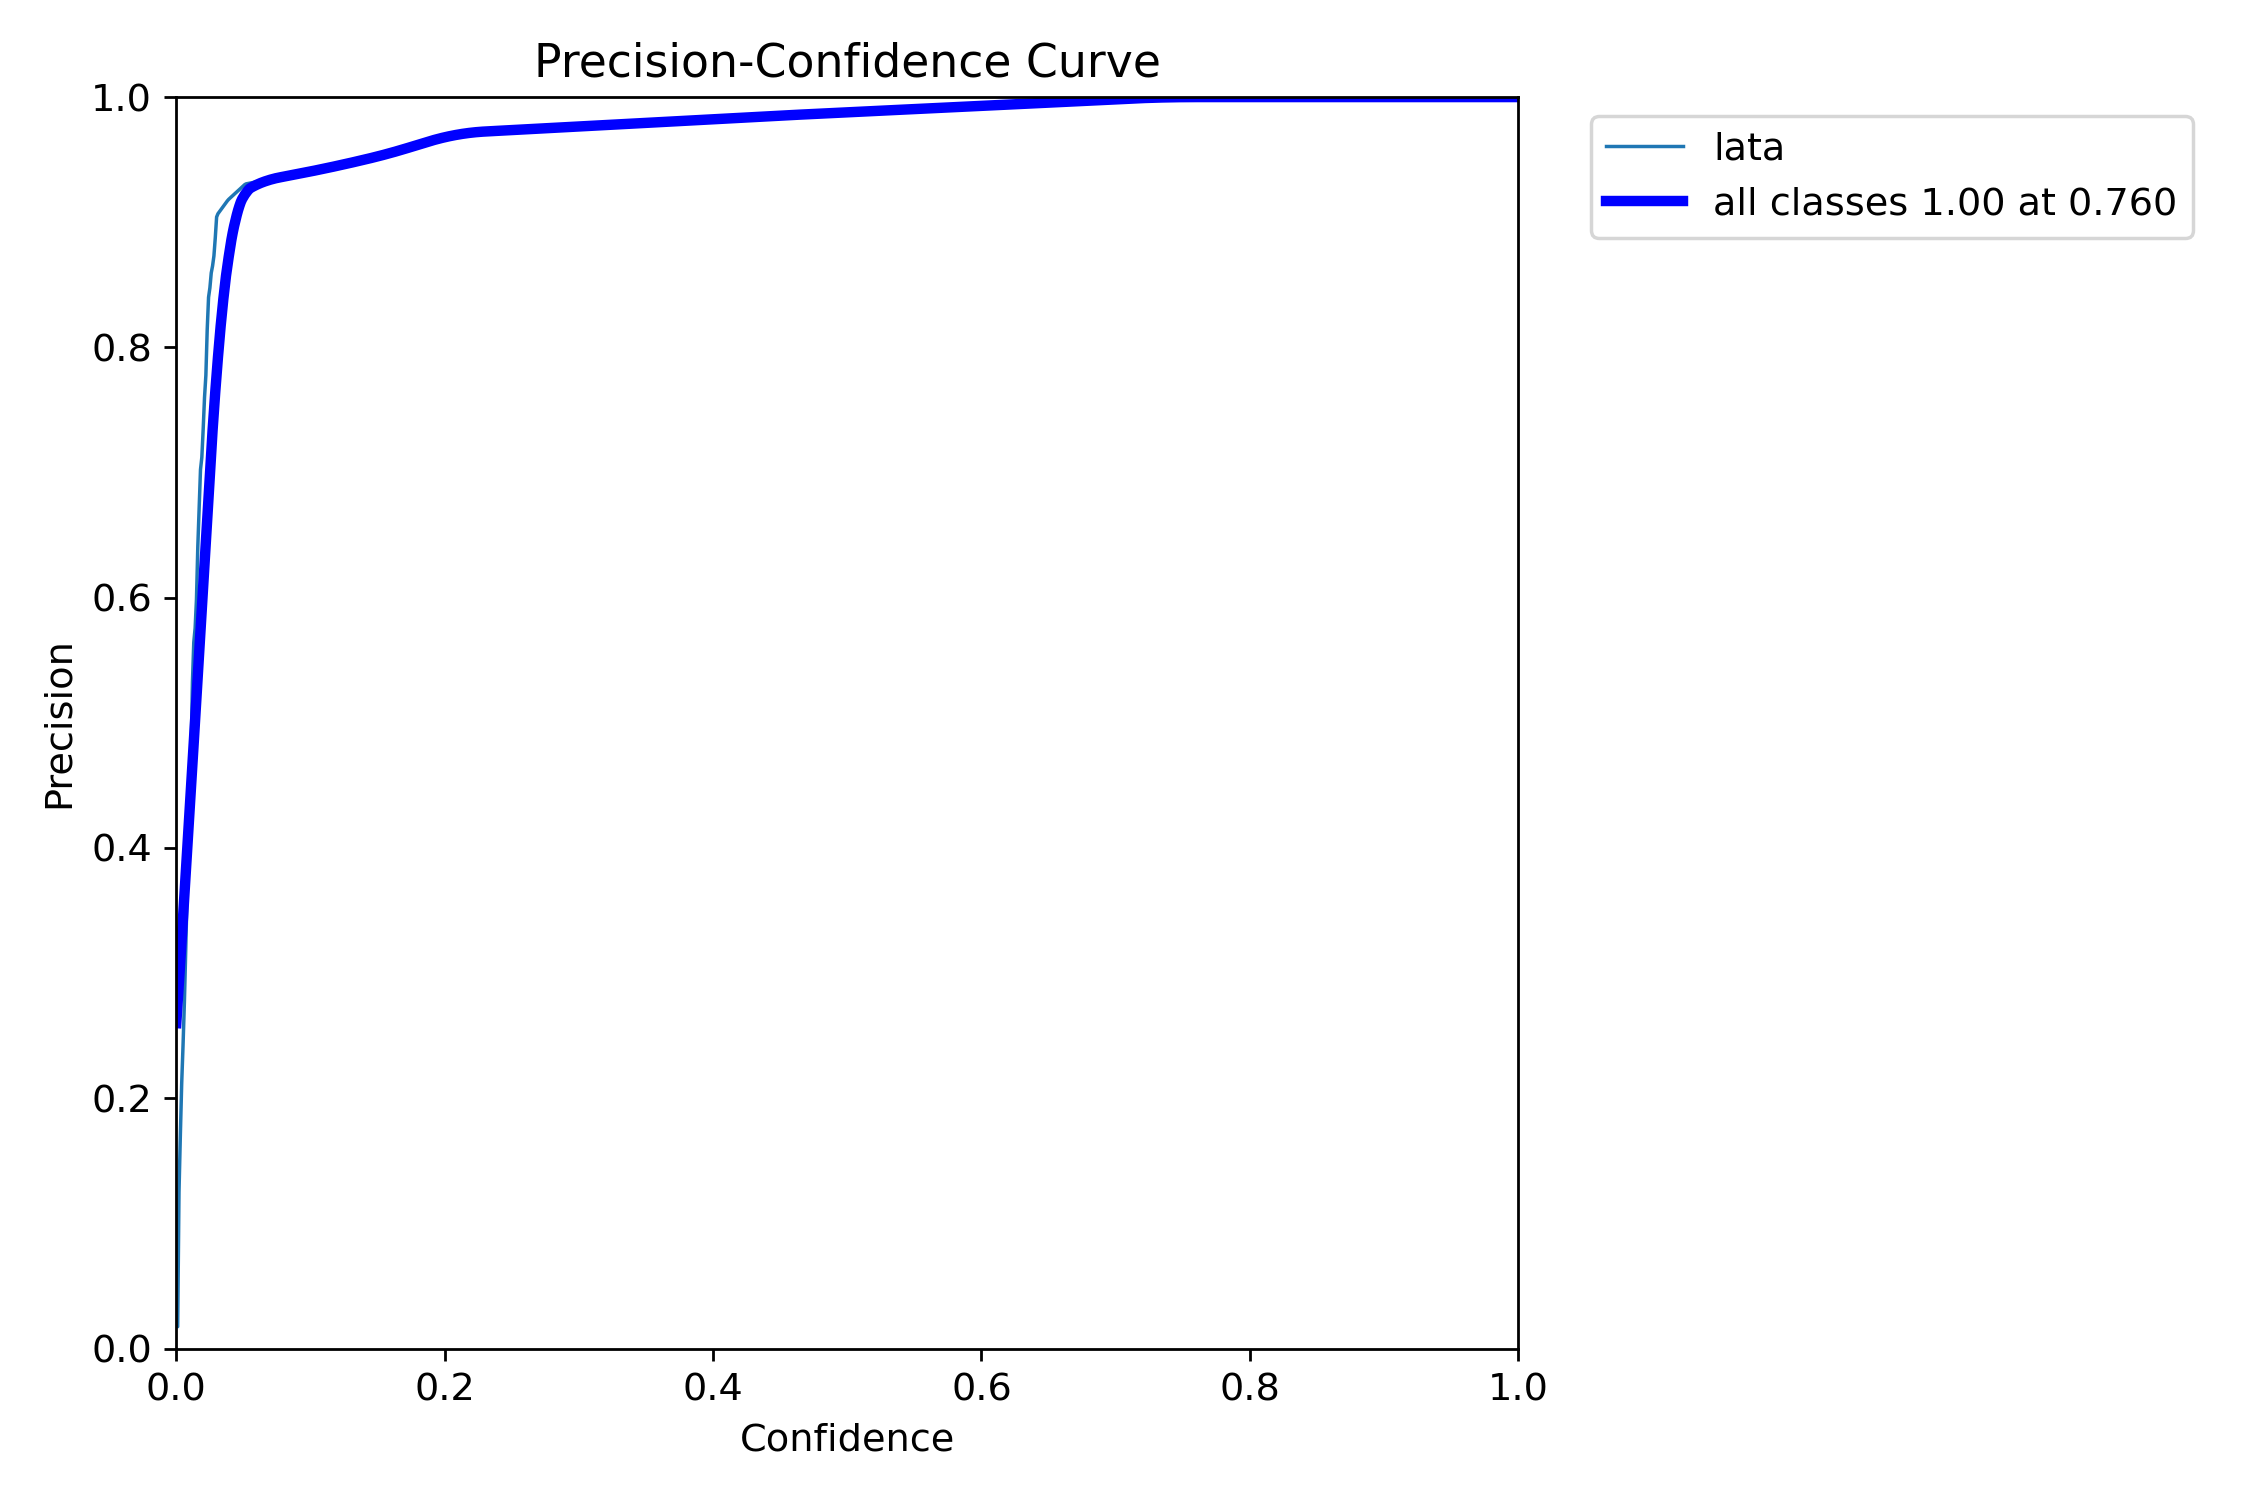 Precision-Confidence Curve
1.0
0.8
0.6
0.4
0.2
0.0
Precision
0.0 0.2 0.4 0.6 0.8 1.0
Confidence
lata
all classes 1.00 at 0.760